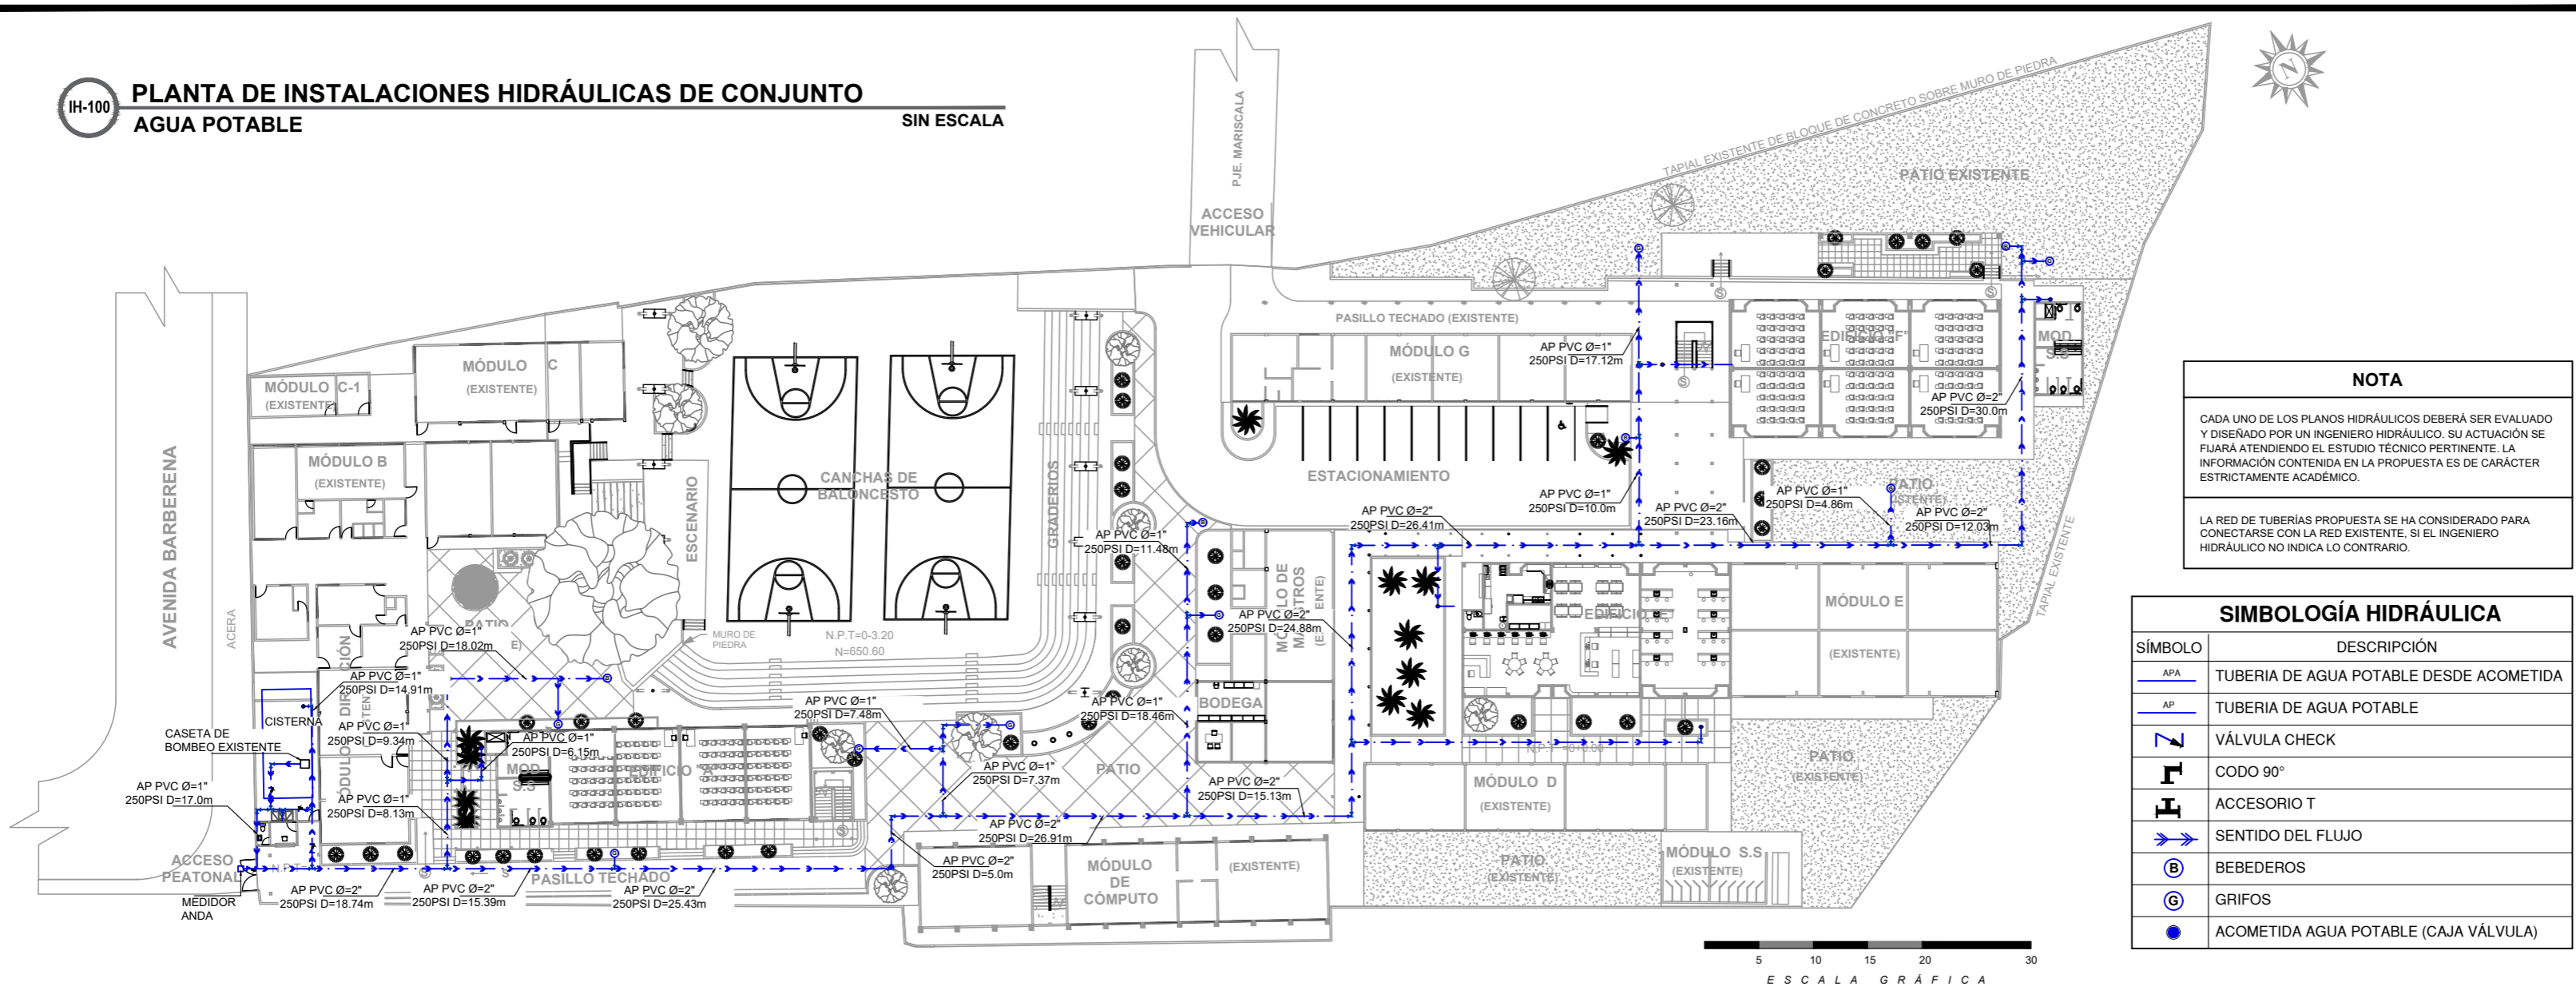 IH-100
PLANTA DE INSTALACIONES HIDRÁULICAS DE CONJUNTO
AGUA POTABLE
SIN ESCALA
N
PJE. MARISCALA
ACCESO
VEHICULAR
TAPIAL EXISTENTE DE BLOQUE DE CONCRETO SOBRE MURO DE PIEDRA
PATIO EXISTENTE
AVENIDA BARBERENA
ACERA
MÓDULO C-1
(EXISTENTE)
MÓDULO C
(EXISTENTE)
MÓDULO B
(EXISTENTE)
ESCENARIO
CANCHAS DE
BALONCESTO
GRADERIOS
N.P.T=0-3.20
N=650.60
MURO DE
PIEDRA
PASILLO TECHADO (EXISTENTE)
MÓDULO G
(EXISTENTE)
ESTACIONAMIENTO
AP PVC Ø=1"
250PSI D=17.12m
EDIFICIO "F"
MOD.
S.S
AP PVC Ø=2"
250PSI D=30.0m
AP PVC Ø=1"
250PSI D=10.0m
AP PVC Ø=2"
250PSI D=26.41m
AP PVC Ø=2"
250PSI D=23.16m
AP PVC Ø=1"
250PSI D=4.86m
PATIO
AP PVC Ø=2"
250PSI D=12.03m
TAPIAL EXISTENTE
AP PVC Ø=1"
250PSI D=11.48m
AP PVC Ø=2"
250PSI D=24.88m
EDIFICIO "E"
MÓDULO E
(EXISTENTE)
PATIO
AP PVC Ø=1"
250PSI D=18.02m
AP PVC Ø=1"
250PSI D=14.91m
CISTERNA
CASETA DE
BOMBEO EXISTENTE
AP PVC Ø=1"
250PSI D=9.34m
AP PVC Ø=1"
250PSI D=6.15m
MOD.
S.S
EDIFICIO "A"
AP PVC Ø=1"
250PSI D=17.0m
AP PVC Ø=1"
250PSI D=8.13m
AP PVC Ø=1"
250PSI D=7.48m
AP PVC Ø=1"
250PSI D=18.46m
BODEGA
AP PVC Ø=1"
250PSI D=7.37m
PATIO
AP PVC Ø=2"
250PSI D=15.13m
AP PVC Ø=2"
250PSI D=26.91m
AP PVC Ø=2"
250PSI D=5.0m
MÓDULO D
(EXISTENTE)
PATIO
(EXISTENTE)
ACCESO
PEATONAL
MEDIDOR
ANDA
AP PVC Ø=2"
250PSI D=18.74m
AP PVC Ø=2"
250PSI D=15.39m
PASILLO TECHADO
AP PVC Ø=2"
250PSI D=25.43m
MÓDULO
DE
CÓMPUTO
(EXISTENTE)
PATIO
(EXISTENTE)
MÓDULO S.S
(EXISTENTE)
5 10 15 20 30
ESCALA GRÁFICA
NOTA
CADA UNO DE LOS PLANOS HIDRÁULICOS DEBERÁ SER EVALUADO
Y DISEÑADO POR UN INGENIERO HIDRÁULICO. SU ACTUACIÓN SE
FIJARÁ ATENDIENDO EL ESTUDIO TÉCNICO PERTINENTE. LA
INFORMACIÓN CONTENIDA EN LA PROPUESTA ES DE CARÁCTER
ESTRICTAMENTE ACADÉMICO.
LA RED DE TUBERÍAS PROPUESTA SE HA CONSIDERADO PARA
CONECTARSE CON LA RED EXISTENTE, SI EL INGENIERO
HIDRÁULICO NO INDICA LO CONTRARIO.
SIMBOLOGÍA HIDRÁULICA
SÍMBOLO DESCRIPCIÓN
APA TUBERIA DE AGUA POTABLE DESDE ACOMETIDA
AP TUBERIA DE AGUA POTABLE
VÁLVULA CHECK
CODO 90°
ACCESORIO T
SENTIDO DEL FLUJO
B BEBEDEROS
G GRIFOS
ACOMETIDA AGUA POTABLE (CAJA VÁLVULA)